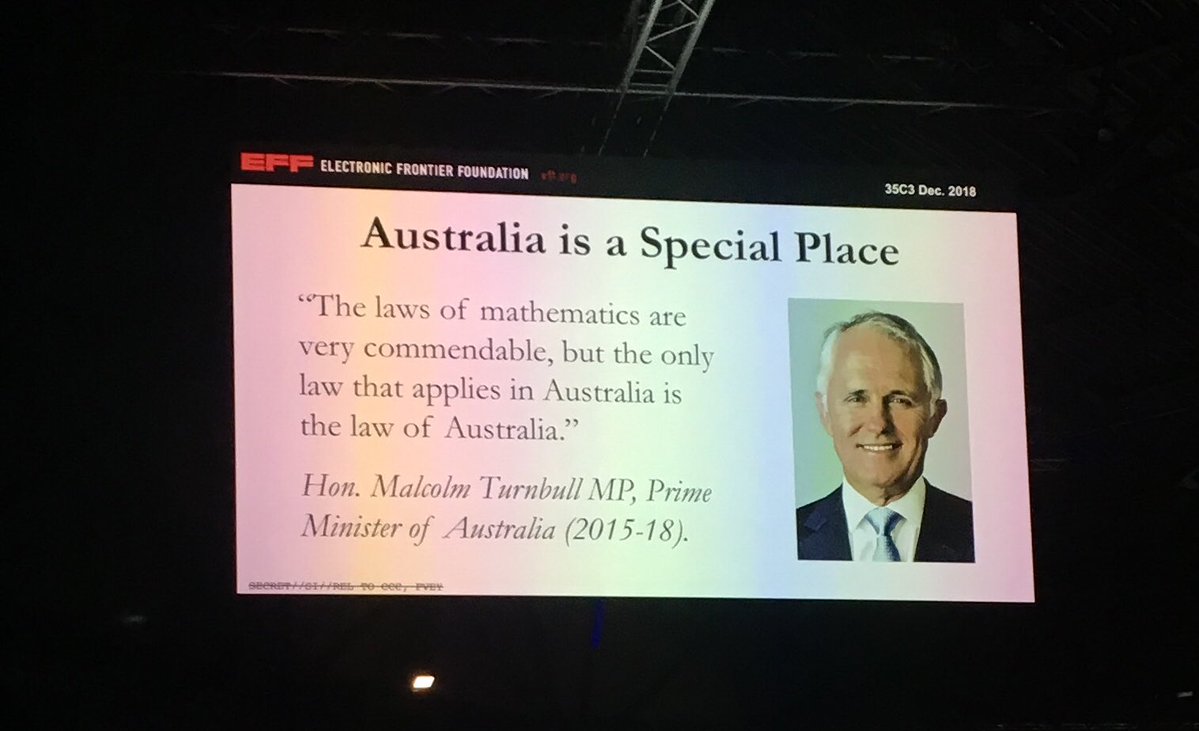 EFF ELECTRONIC FRONTIER FOUNDATION eff.org
35C3 Dec. 2018
Australia is a Special Place
“The laws of mathematics are
very commendable, but the only
law that applies in Australia is
the law of Australia.”
Hon. Malcolm Turnbull MP, Prime
Minister of Australia (2015-18).
SECRET//SI//REL TO CCC, FVEY